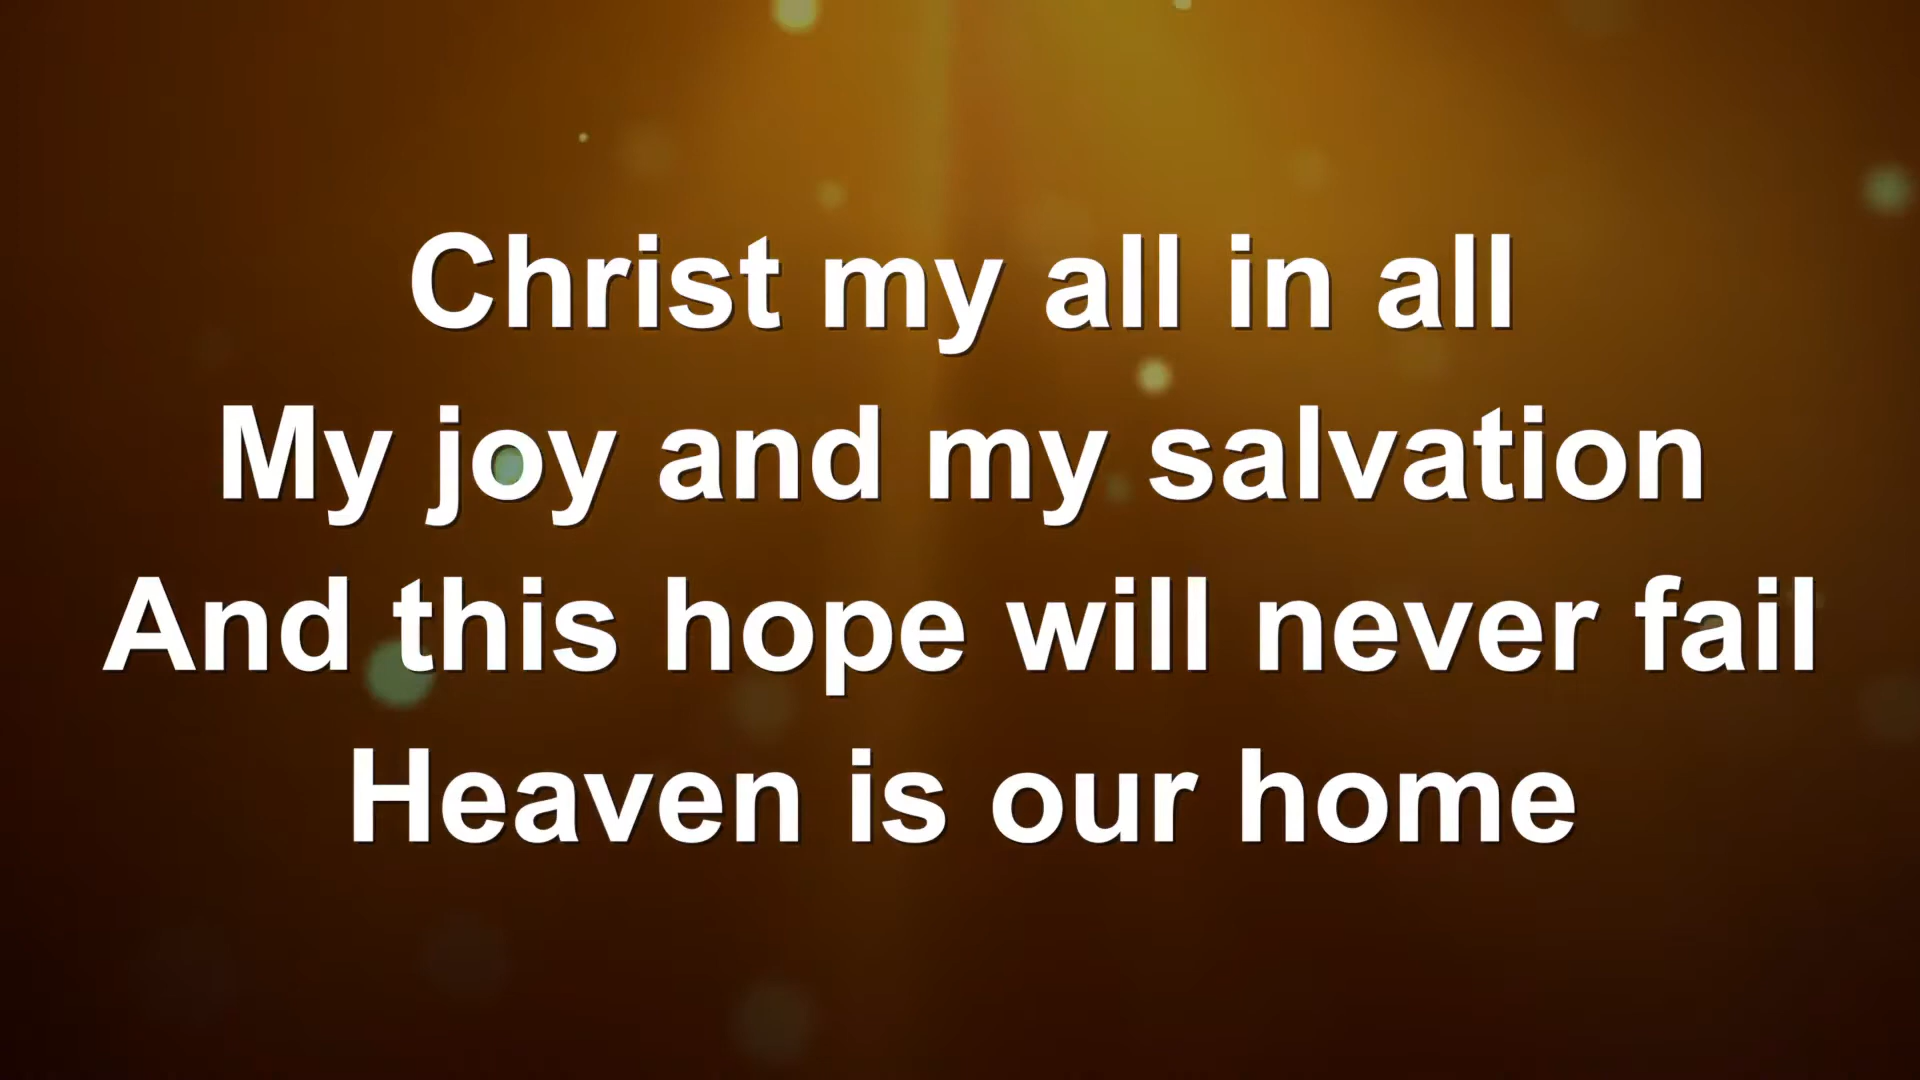 Christ my all in all
My joy and my salvation
And this hope will never fail
Heaven is our home